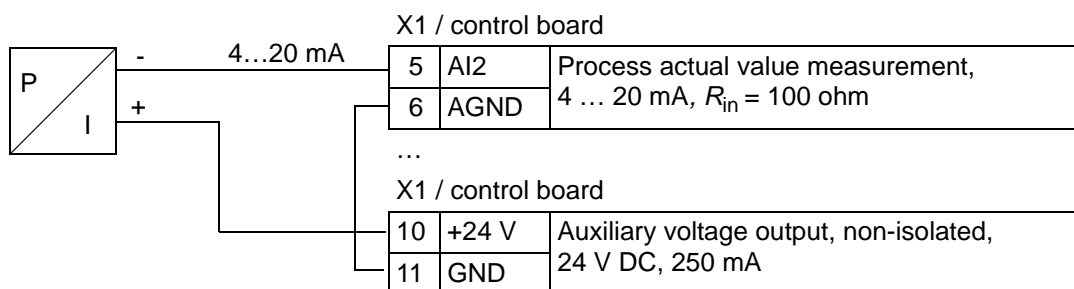 X1 / control board
- 4…20 mA
5 AI2 Process actual value measurement,
6 AGND 4 … 20 mA, Rin = 100 ohm
P
I
+
…
X1 / control board
10 +24 V Auxiliary voltage output, non-isolated,
11 GND 24 V DC, 250 mA